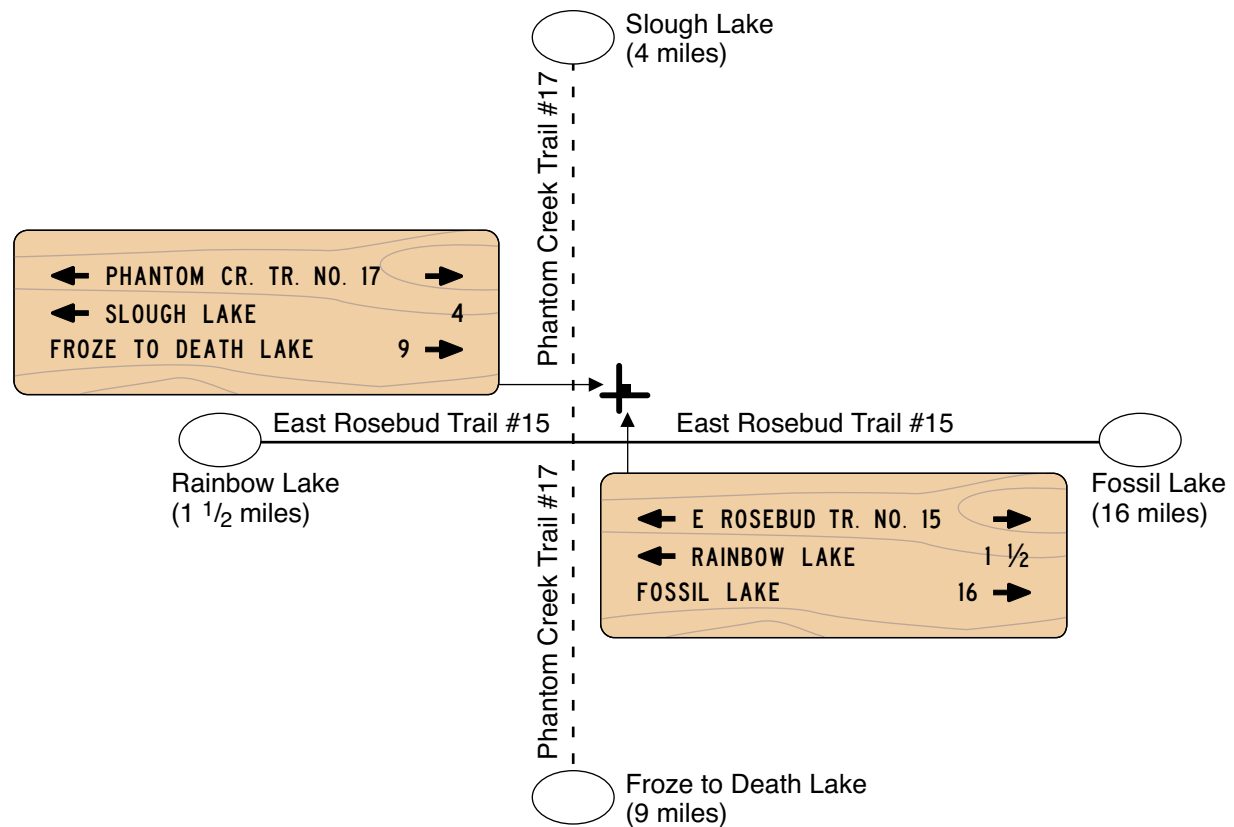 Slough Lake
(4 miles)
Phantom Creek Trail #17
← PHANTOM CR. TR. NO. 17 →
← SLOUGH LAKE 4
FROZE TO DEATH LAKE 9 →
East Rosebud Trail #15
East Rosebud Trail #15
Rainbow Lake
(1 1/2 miles)
Phantom Creek Trail #17
← E ROSEBUD TR. NO. 15 →
← RAINBOW LAKE 1 ½
FOSSIL LAKE 16 →
Fossil Lake
(16 miles)
Froze to Death Lake
(9 miles)